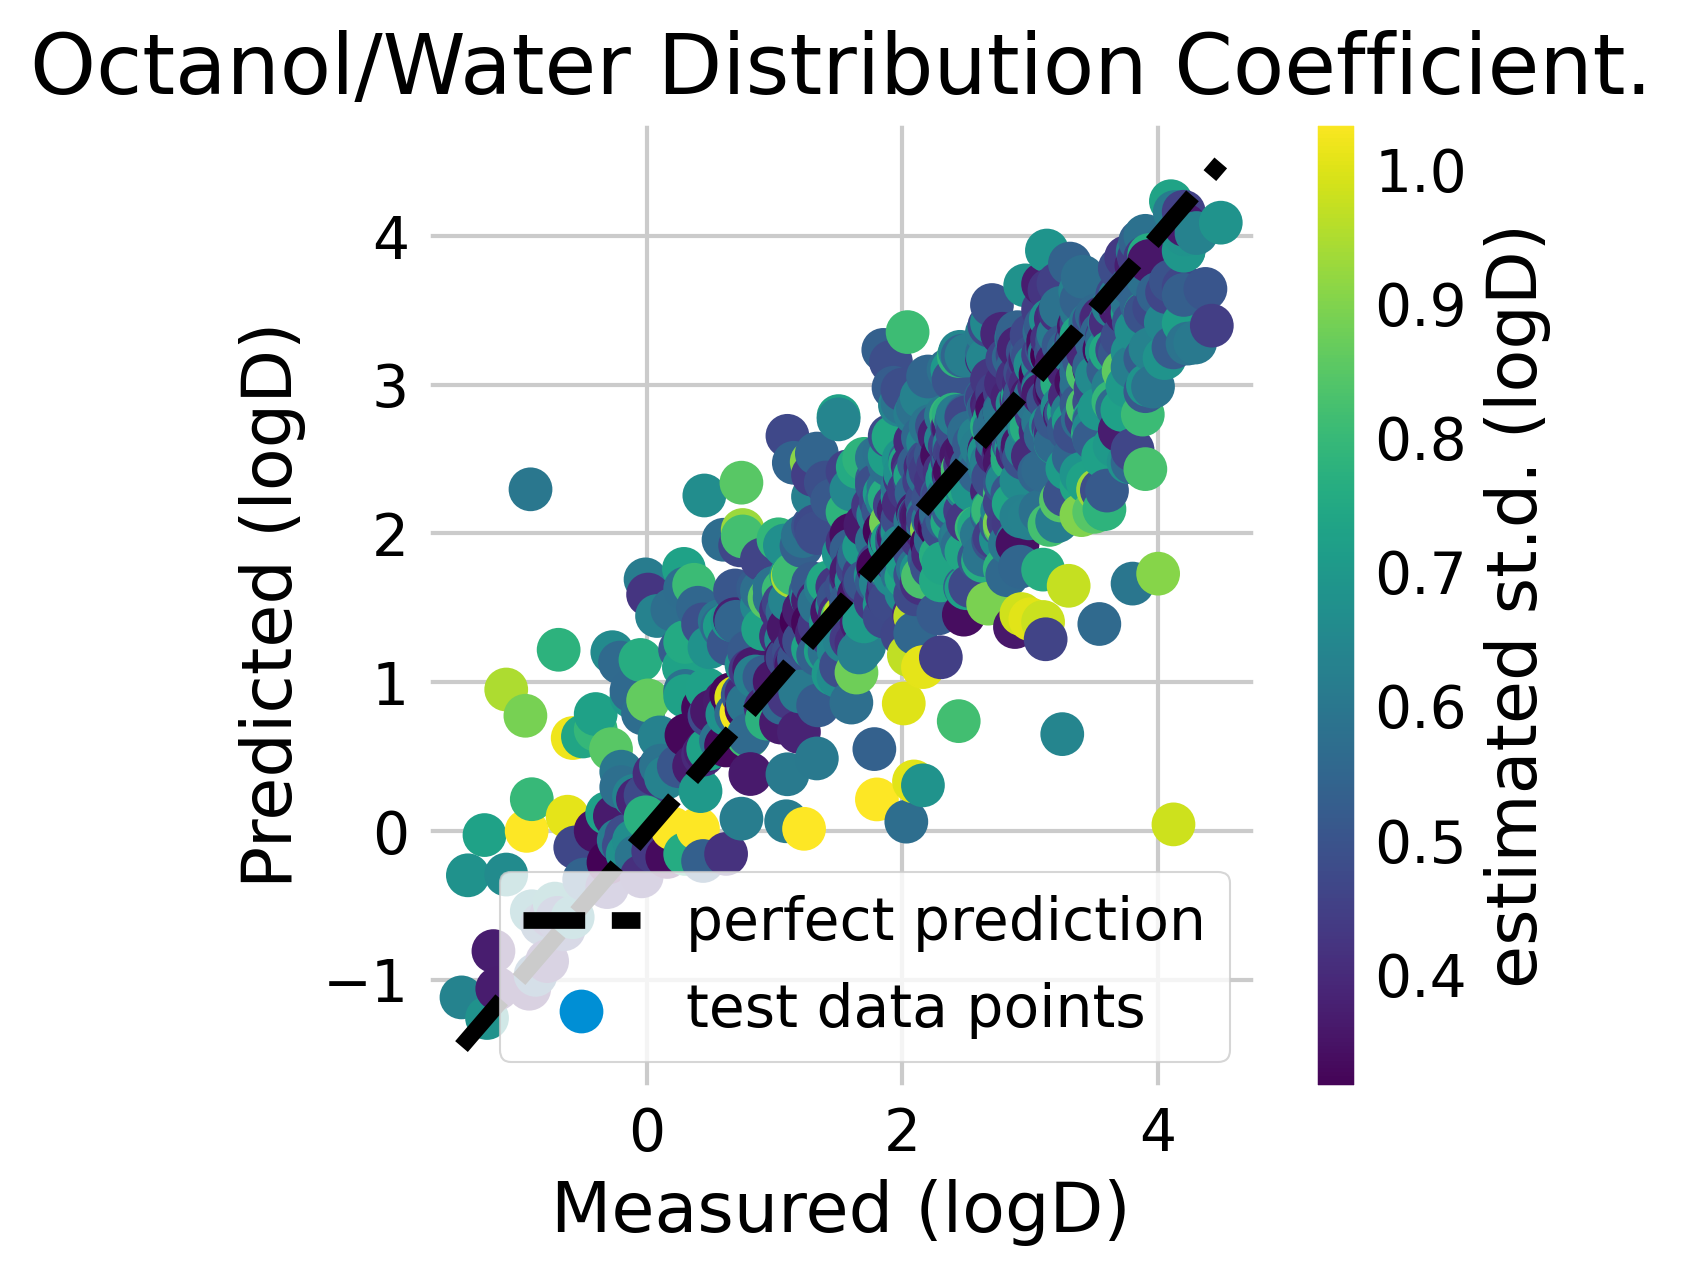 Octanol/Water Distribution Coefficient.
Predicted (logD)
4
3
2
1
0
−1
0
2
4
Measured (logD)
perfect prediction
test data points
1.0
0.9
0.8
0.7
0.6
0.5
0.4
estimated st.d. (logD)